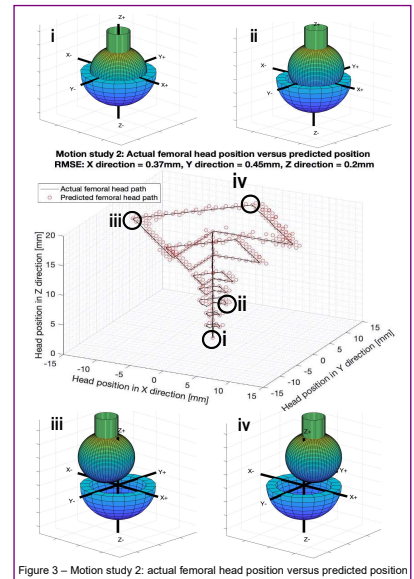 i
ii
Z+
Z+
X-
Y+
X-
Y+
Y-
X+
Y-
X+
Z-
Z-
Motion study 2: Actual femoral head position versus predicted position
RMSE: X direction = 0.37mm, Y direction = 0.45mm, Z direction = 0.2mm
Actual femoral head path
Predicted femoral head path
iv
iii
ii
i
Head position in Z direction [mm]
20
15
10
5
0
-15
-10
-5
0
5
10
15
Head position in X direction [mm]
-15
-10
-5
0
5
10
15
Head position in Y direction [mm]
iii
iv
Z+
Z+
X-
Y+
X-
Y+
Y-
X+
Y-
X+
Z-
Z-
Figure 3 – Motion study 2: actual femoral head position versus predicted position